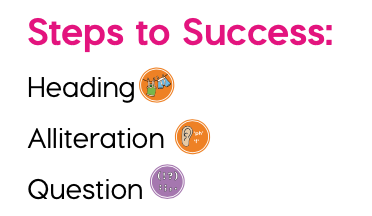 Steps to Success:
Heading
Alliteration
Question